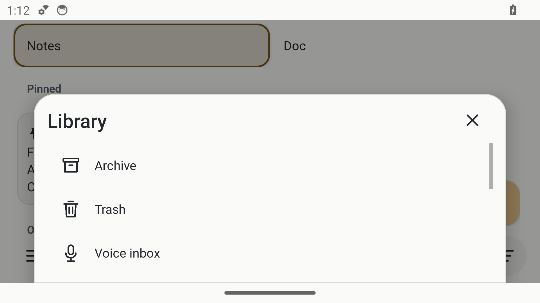 1:12
Notes
Doc
Pinned
Library
Archive
Trash
Voice inbox